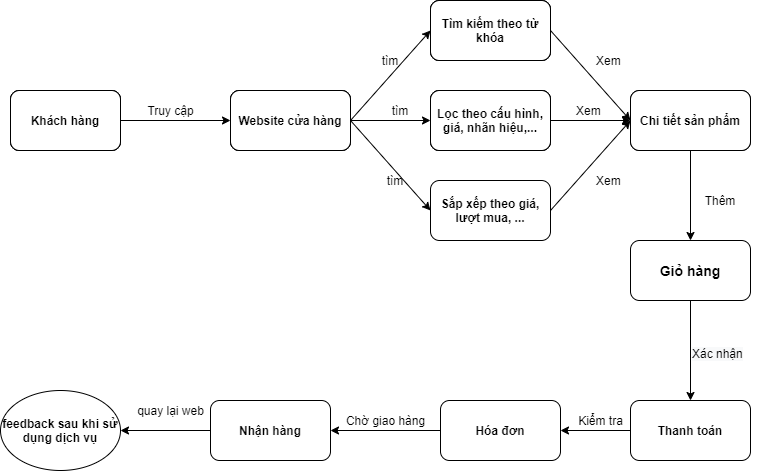 Tìm kiếm theo từ
khóa
tìm
Xem
Khách hàng
Truy cập
Website cửa hàng
tìm
Lọc theo cấu hình,
giá, nhãn hiệu,...
Xem
Chi tiết sản phẩm
tìm
Sắp xếp theo giá,
lượt mua, ...
Xem
Thêm
Giỏ hàng
Xác nhận
Thanh toán
Kiểm tra
Hóa đơn
Chờ giao hàng
Nhận hàng
quay lại web
feedback sau khi sử
dụng dịch vụ